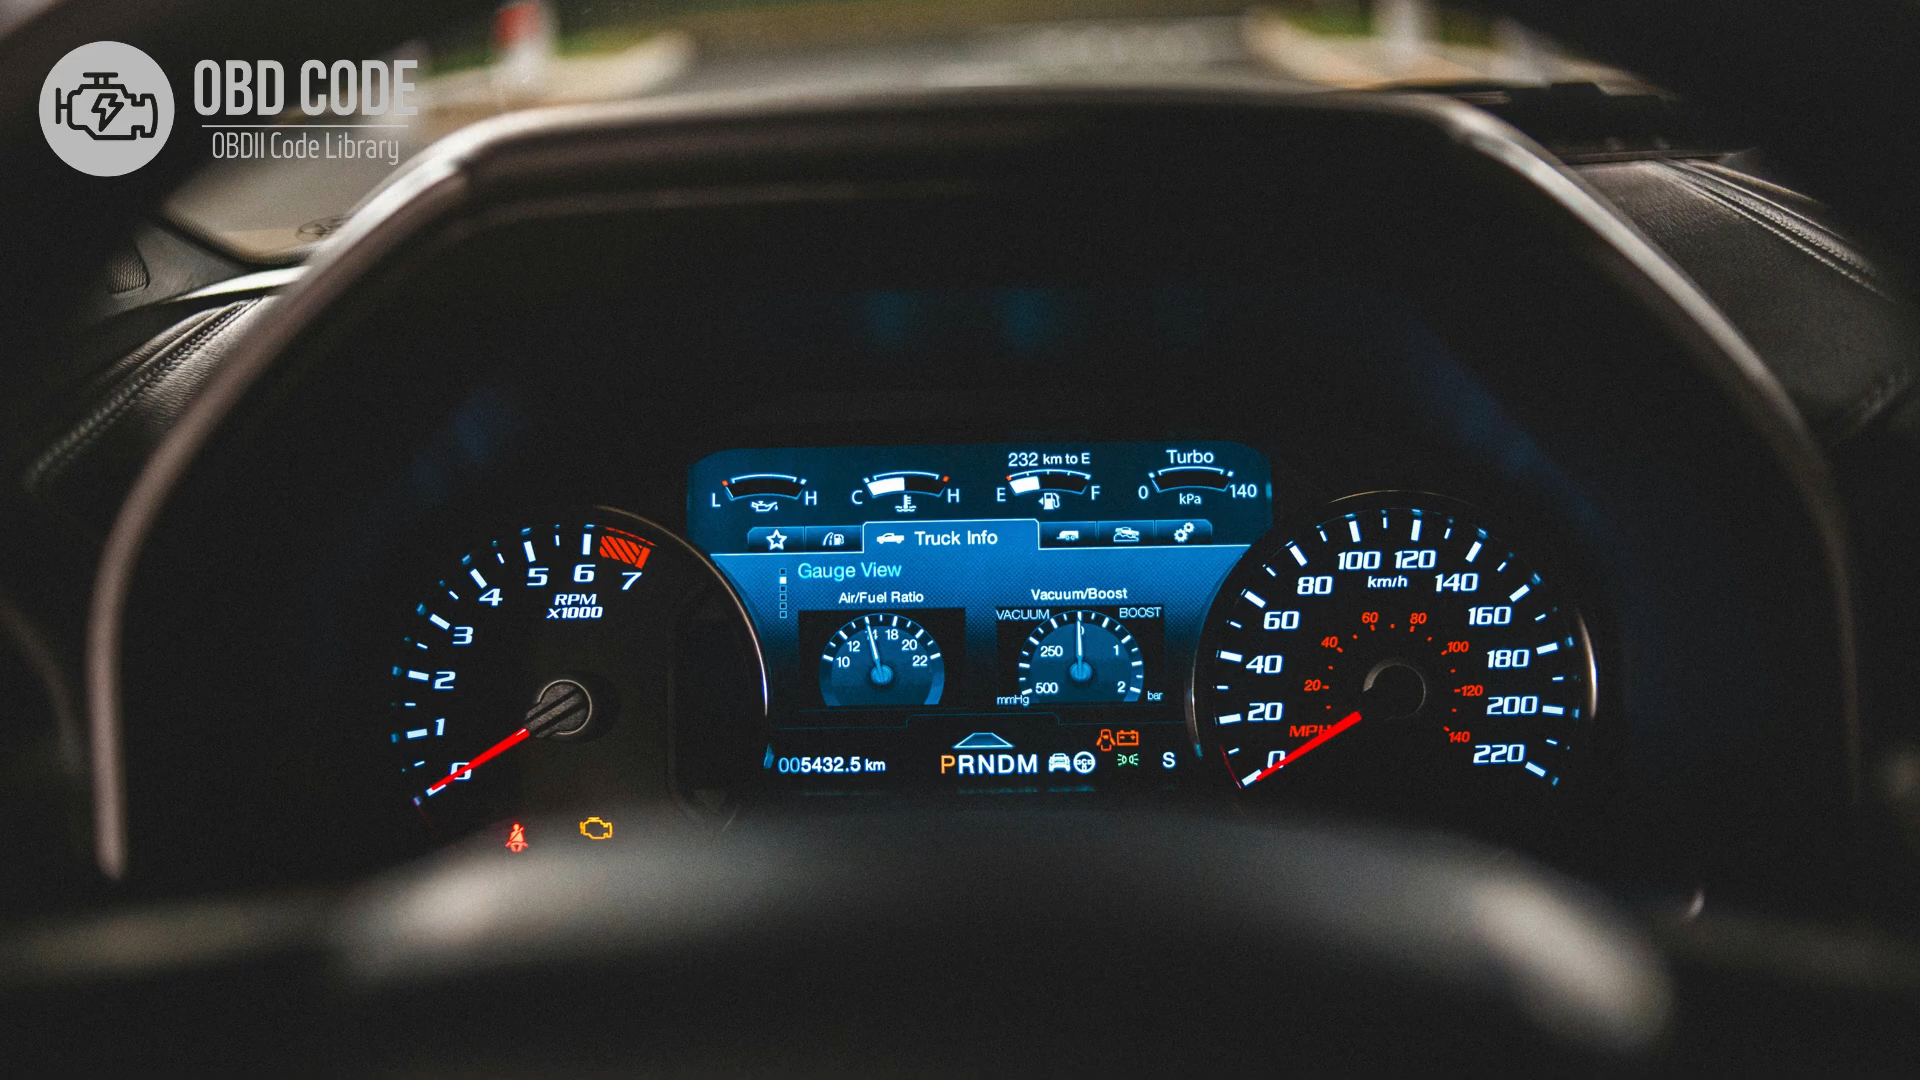 OBD CODE
OBDII Code Library
232 km to E
Turbo
L H
C H
E F
0 140
kPa
Truck Info
Gauge View
Air/Fuel Ratio
10 12 14 18 20 22
Vacuum/Boost
VACUUM BOOST
0
250 1
500 2
mmHg bar
0 1 2 3 4 5 6 7
RPM
X1000
0 20 40 60 80 100 120 140 160 180 200 220
km/h
20 40 60 80 100 120 140
MPH
005432.5 km
PRNDM
S